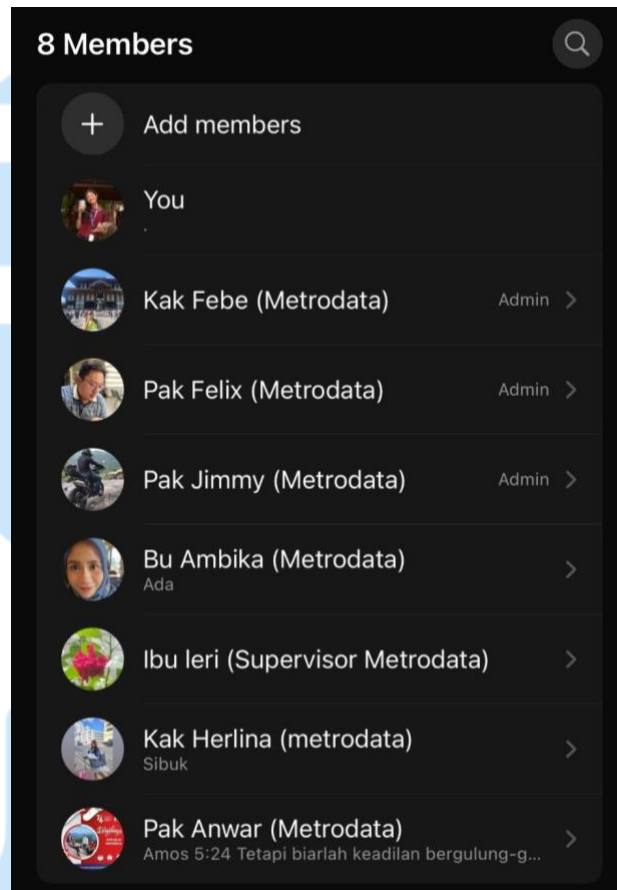 8 Members
Add members
You
.
Kak Febe (Metrodata)
Admin
Pak Felix (Metrodata)
Admin
Pak Jimmy (Metrodata)
Admin
Bu Ambika (Metrodata)
Ada
Ibu Ieri (Supervisor Metrodata)
Kak Herlina (metrodata)
Sibuk
Pak Anwar (Metrodata)
Amos 5:24 Tetapi biarlah keadilan bergulung-g...